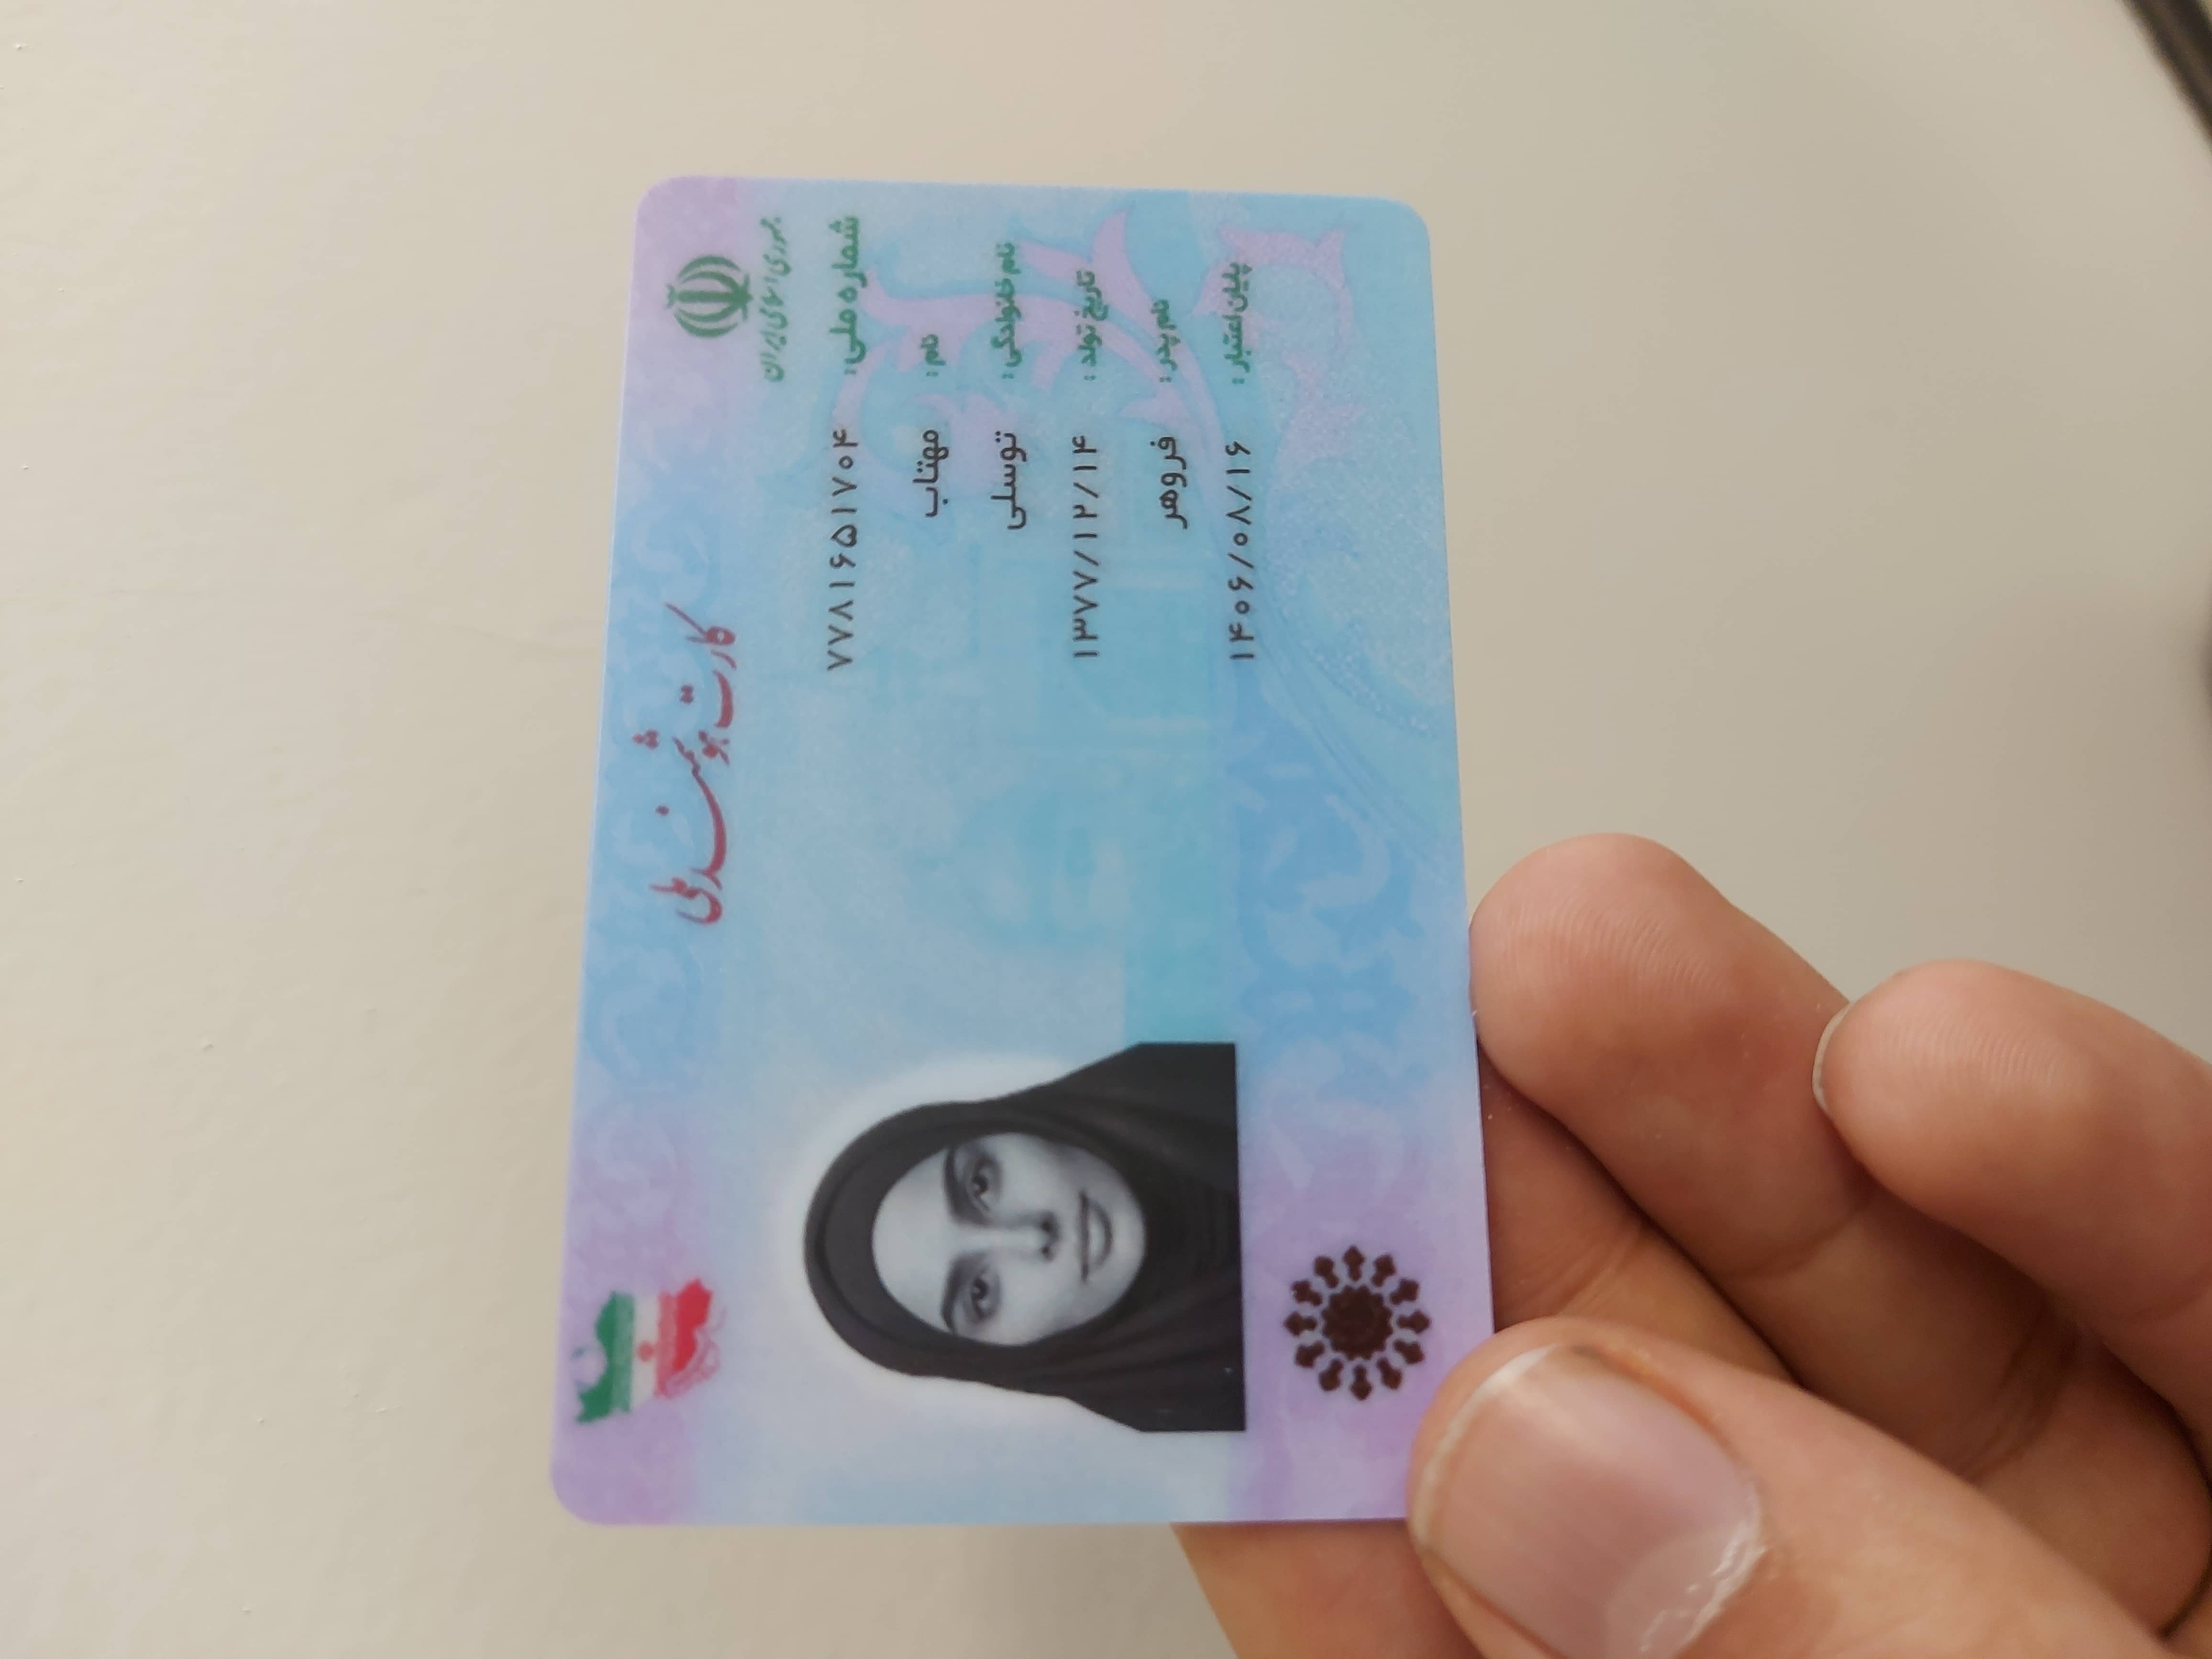 کارت هوشمند ملی
جمهوری اسلامی ایران
شماره ملی: ۷۷۸۱۶۵۱۷۰۴
نام: مهتاب
نام خانوادگی: توسلی
تاریخ تولد: ۱۳۷۷/۱۲/۱۴
نام پدر: فروهر
پایان اعتبار: ۱۴۰۶/۰۸/۱۶